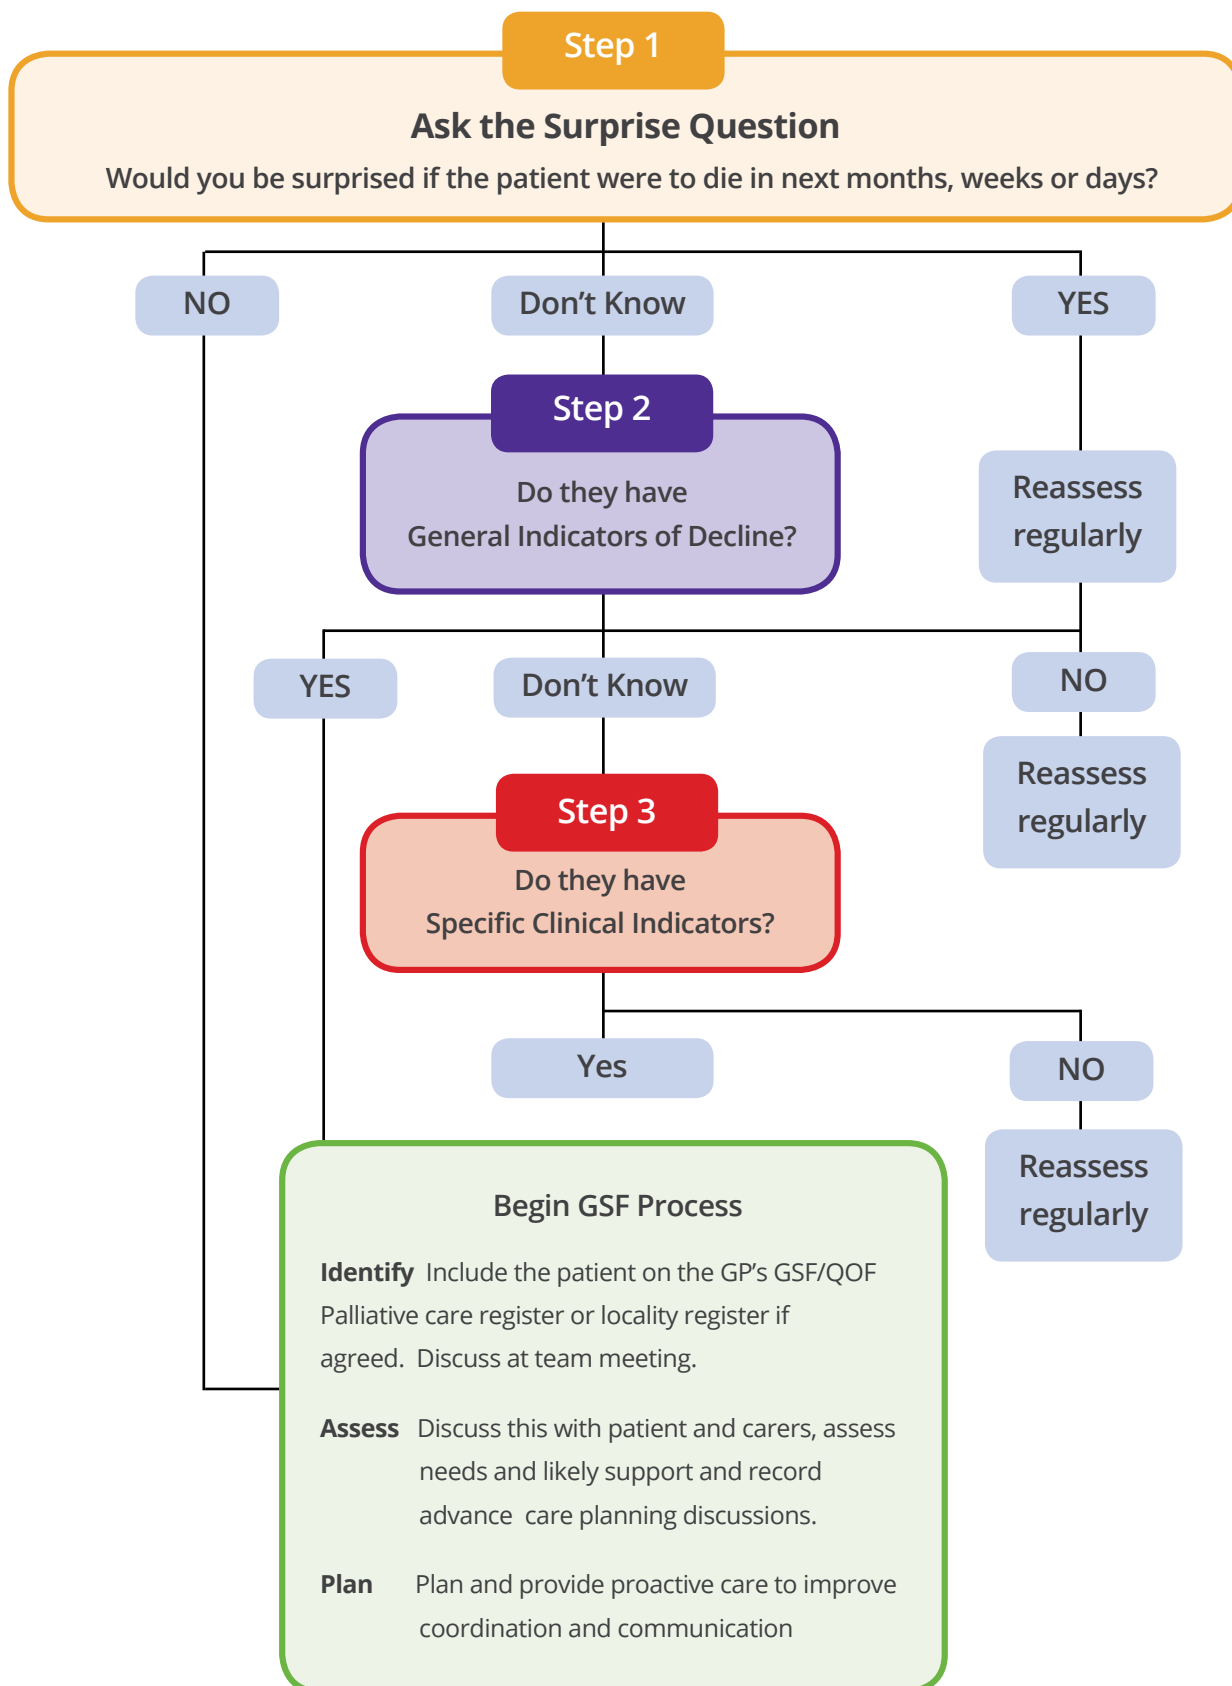 Step 1
Ask the Surprise Question
Would you be surprised if the patient were to die in next months, weeks or days?
NO
Don’t Know
YES
Step 2
Do they have
General Indicators of Decline?
Reassess
regularly
YES
Don’t Know
NO
Reassess
regularly
Step 3
Do they have
Specific Clinical Indicators?
Yes
NO
Reassess
regularly
Begin GSF Process
Identify Include the patient on the GP’s GSF/QOF
Palliative care register or locality register if
agreed. Discuss at team meeting.
Assess Discuss this with patient and carers, assess
needs and likely support and record
advance care planning discussions.
Plan Plan and provide proactive care to improve
coordination and communication